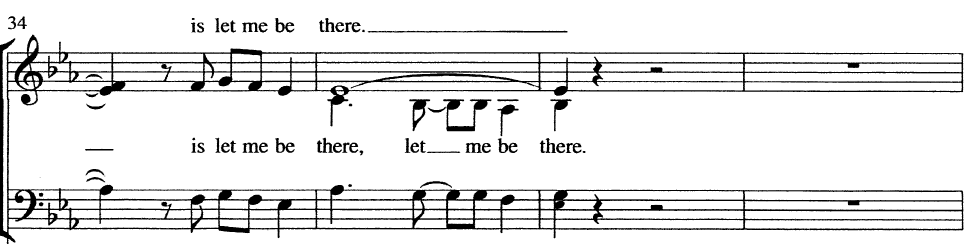 34
is let me be there.
is let me be there, let me be there.